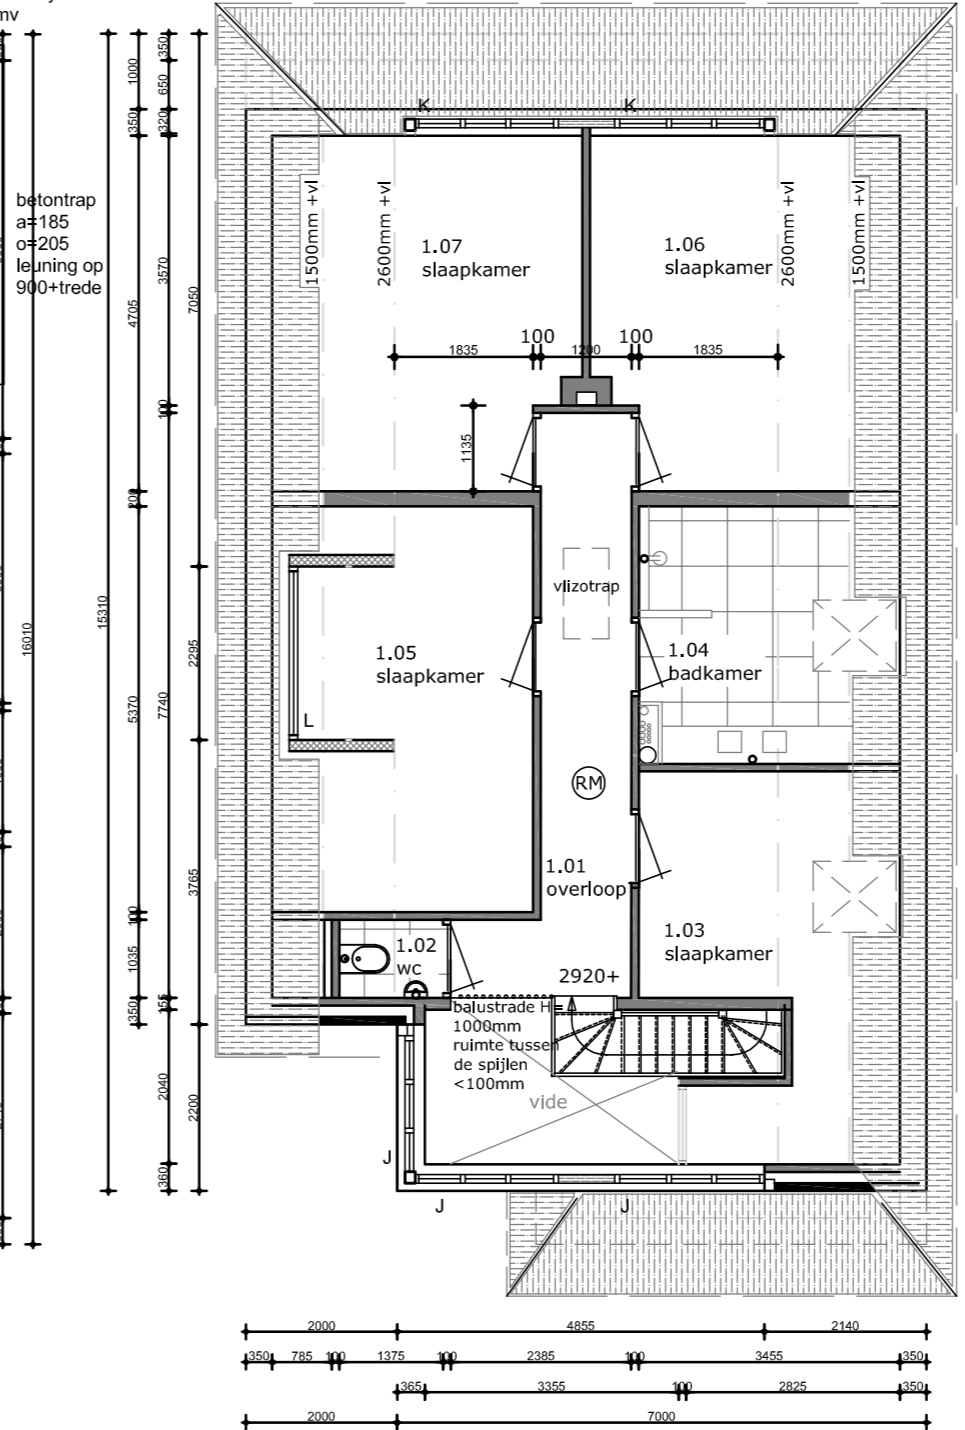 mv
betontrap
a=185
o=205
leuning op
900+trede
K
K
1500mm +vl
2600mm +vl
2600mm +vl
1500mm +vl
1.07
slaapkamer
1.06
slaapkamer
100
100
1835
1200
1835
1135
vlizotrap
1.05
slaapkamer
L
1.04
badkamer
RM
1.01
overloop
1.03
slaapkamer
1.02
wc
2920+
balustrade H=
1000mm
ruimte tussen
de spijlen
<100mm
vide
J
J
J
16010
15310
1000
350
4705
200
5370
100
1035
350
350
650
320
3570
100
7740
155
2040
360
7050
2295
3765
2200
2000
4855
2140
350
785
100
1375
100
2385
100
3455
350
365
3355
100
2825
350
2000
7000